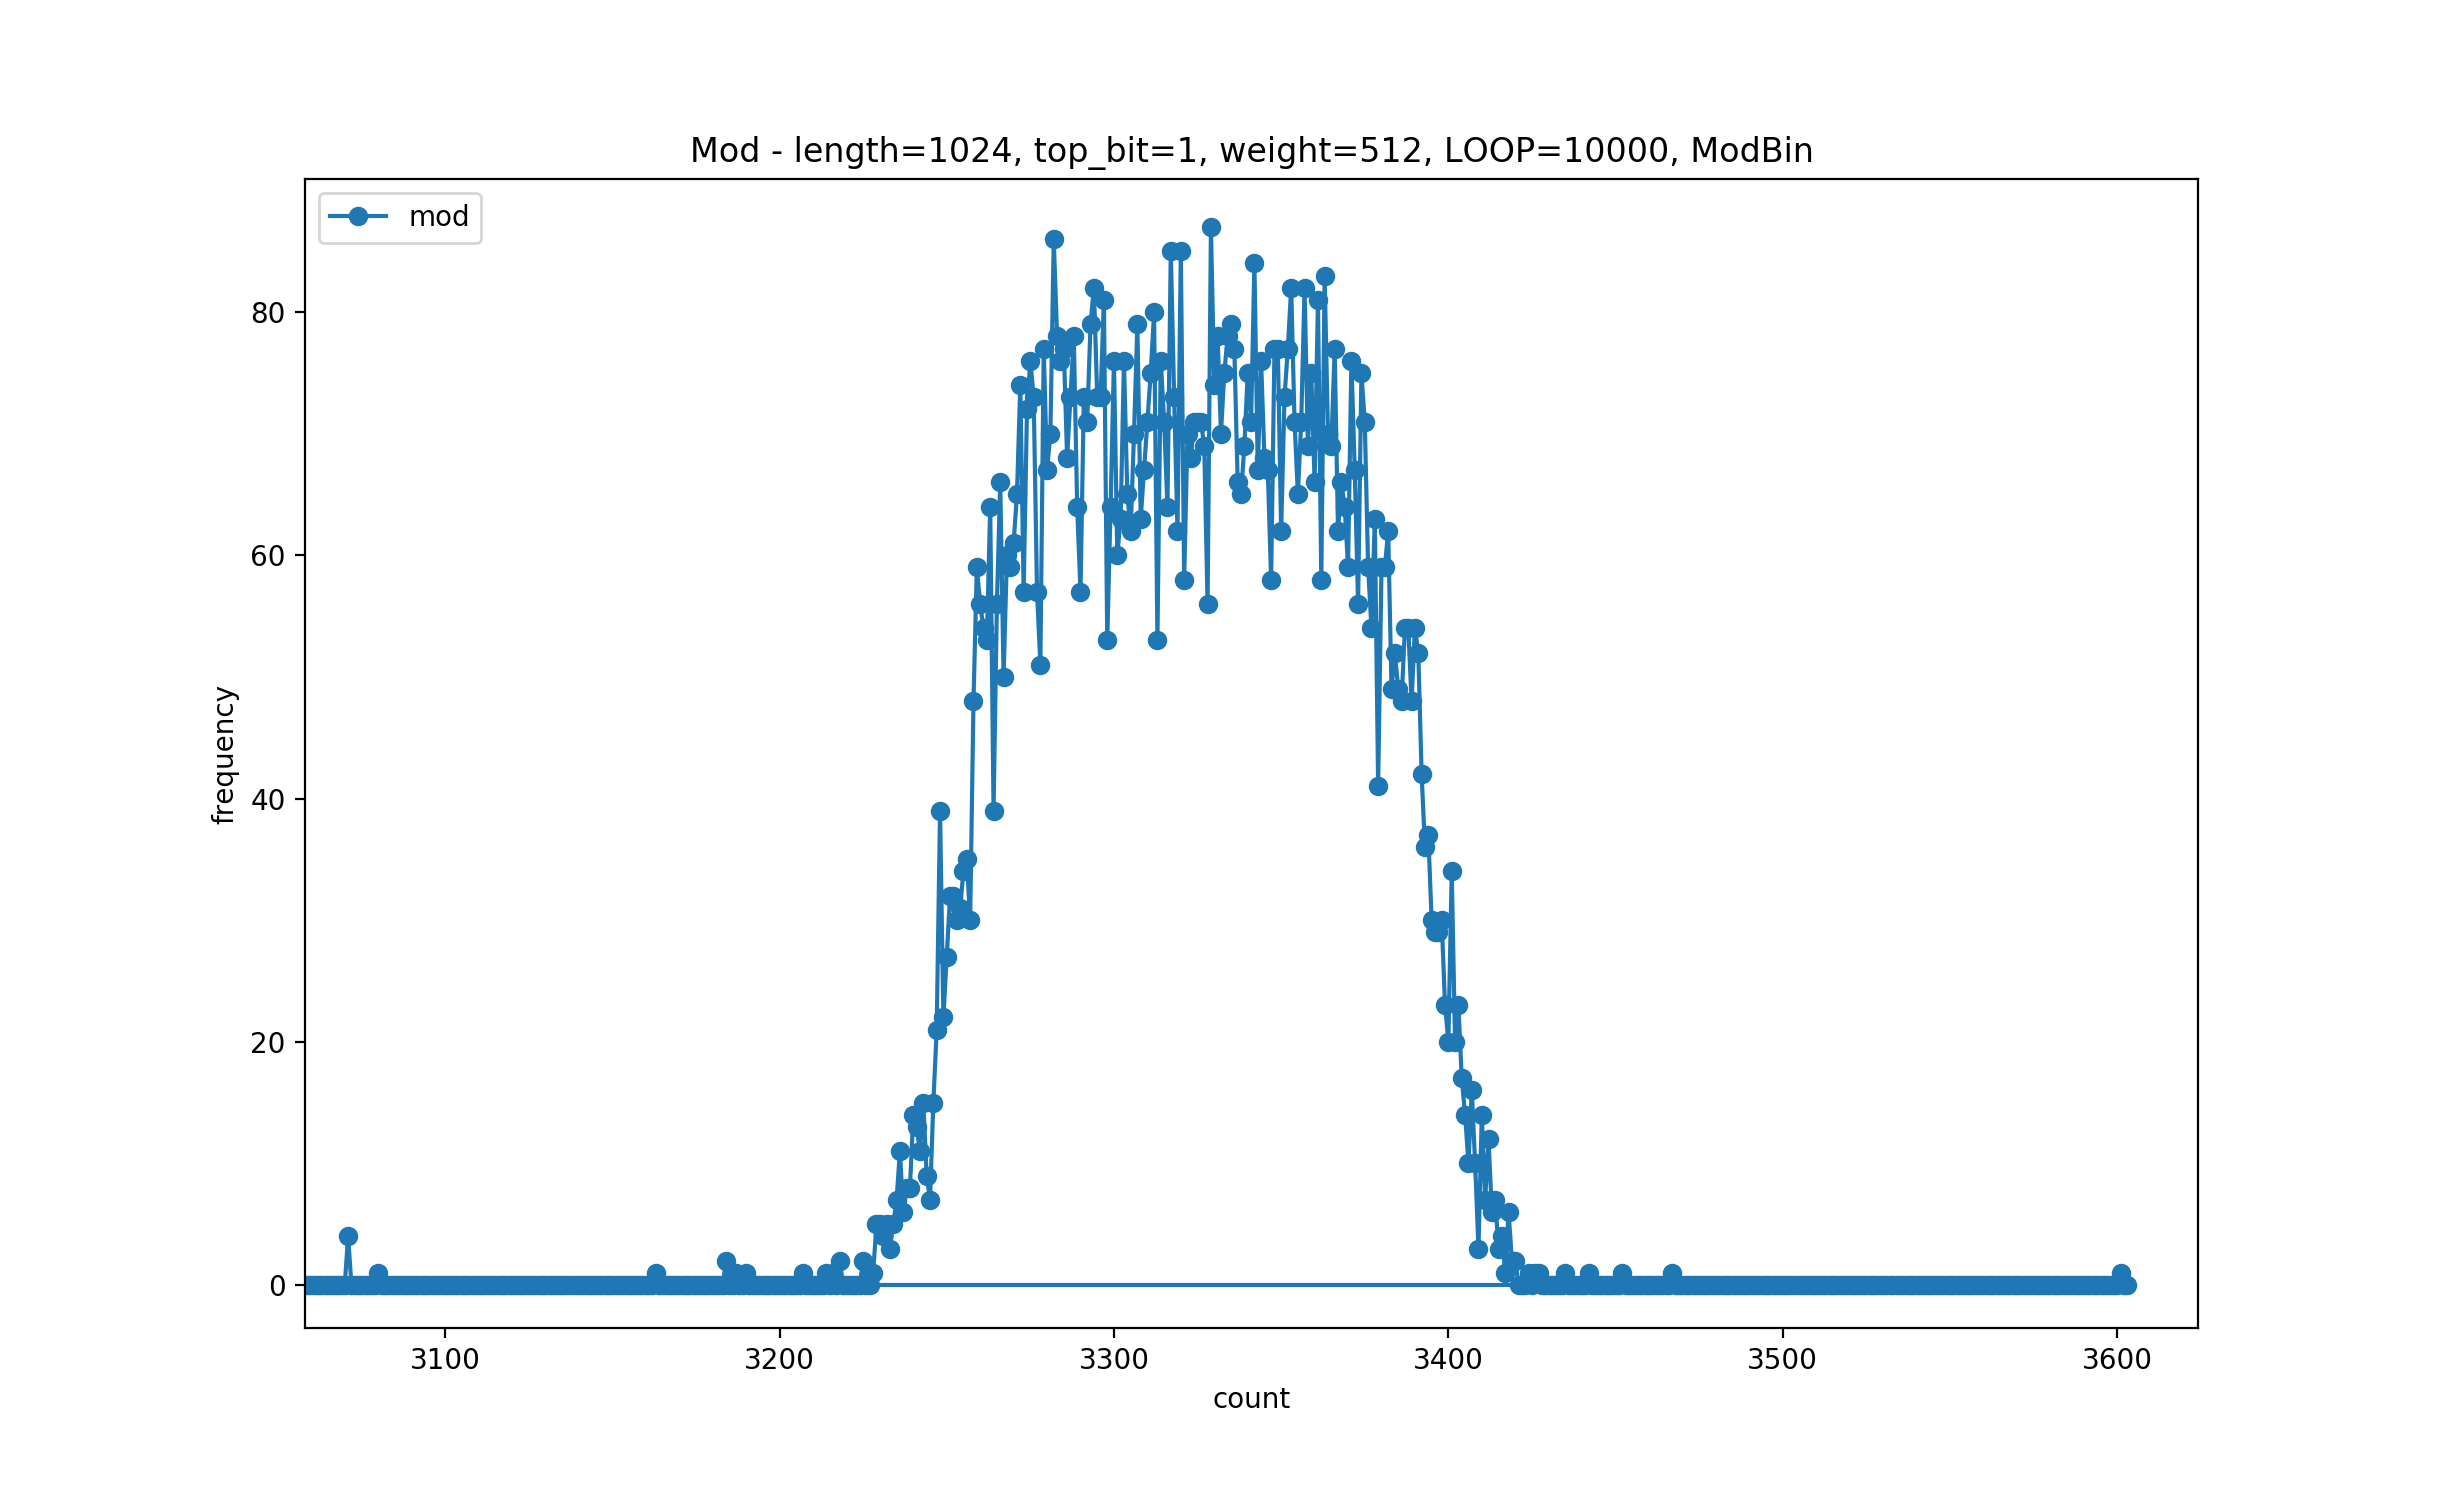 Mod - length=1024, top_bit=1, weight=512, LOOP=10000, ModBin
mod
80
60
40
20
0
frequency
3100 3200 3300 3400 3500 3600
count